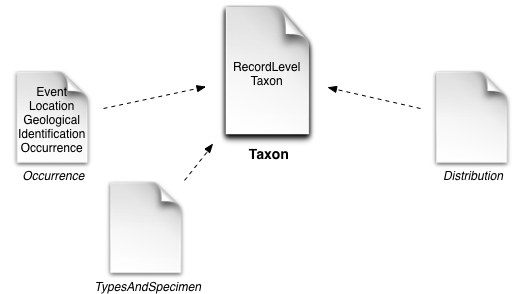 RecordLevel
Taxon
Taxon
Event
Location
Geological
Identification
Occurrence
Occurrence
TypesAndSpecimen
Distribution